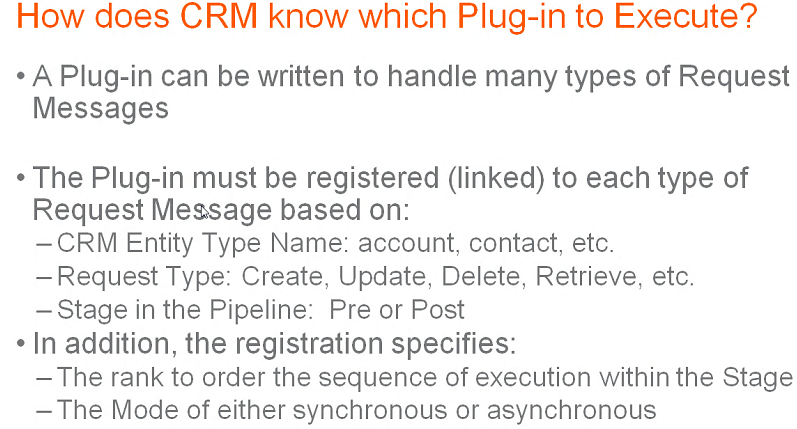 How does CRM know which Plug-in to Execute?
• A Plug-in can be written to handle many types of Request
Messages
• The Plug-in must be registered (linked) to each type of
Request Message based on:
– CRM Entity Type Name: account, contact, etc.
– Request Type: Create, Update, Delete, Retrieve, etc.
– Stage in the Pipeline:  Pre or Post
• In addition, the registration specifies:
– The rank to order the sequence of execution within the Stage
– The Mode of either synchronous or asynchronous